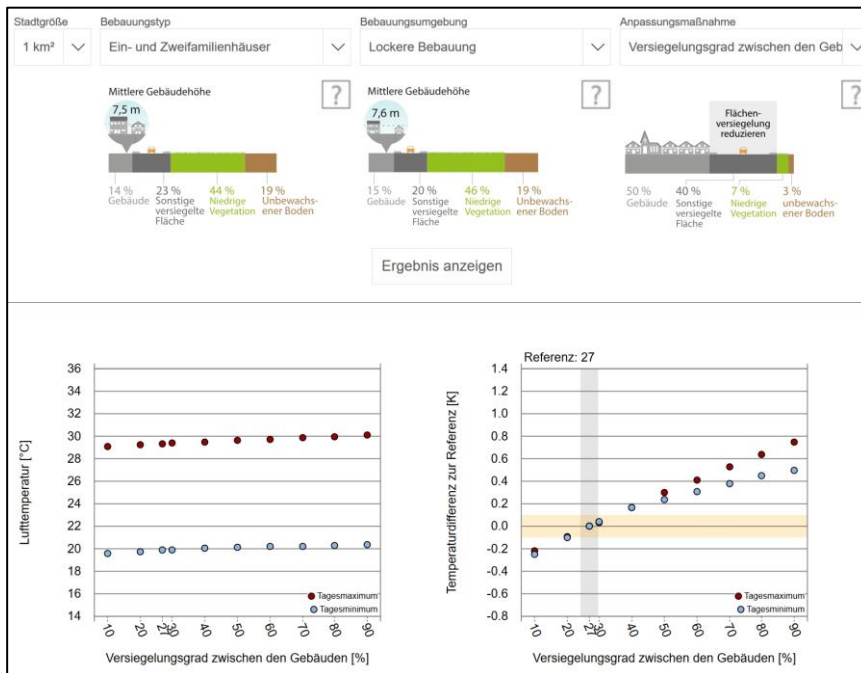 Stadtgröße
Bebauungstyp
Bebauungsumgebung
Anpassungsmaßnahme
1 km²
Ein- und Zweifamilienhäuser
Lockere Bebauung
Versiegelungsgrad zwischen den Geb
Mittlere Gebäudehöhe
7,5 m
?
14 %
Gebäude
23 %
Sonstige
versiegelte
Fläche
44 %
Niedrige
Vegetation
19 %
Unbewachs-
ener Boden
Mittlere Gebäudehöhe
7,6 m
?
15 %
Gebäude
20 %
Sonstige
versiegelte
Fläche
46 %
Niedrige
Vegetation
19 %
Unbewachs-
ener Boden
Flächen-
versiegelung
reduzieren
?
50 %
Gebäude
40 %
Sonstige
versiegelte
Fläche
7 %
Niedrige
Vegetation
3 %
unbewachs-
ener Boden
Ergebnis anzeigen
Lufttemperatur [°C]
36
34
32
30
28
26
24
22
20
18
16
14
Tagesmaximum
Tagesminimum
10
20
27
30
40
50
60
70
80
90
Versiegelungsgrad zwischen den Gebäuden [%]
Referenz: 27
Temperaturdifferenz zur Referenz [K]
1.4
1.2
1.0
0.8
0.6
0.4
0.2
0.0
-0.2
-0.4
-0.6
-0.8
Tagesmaximum
Tagesminimum
10
20
27
30
40
50
60
70
80
90
Versiegelungsgrad zwischen den Gebäuden [%]